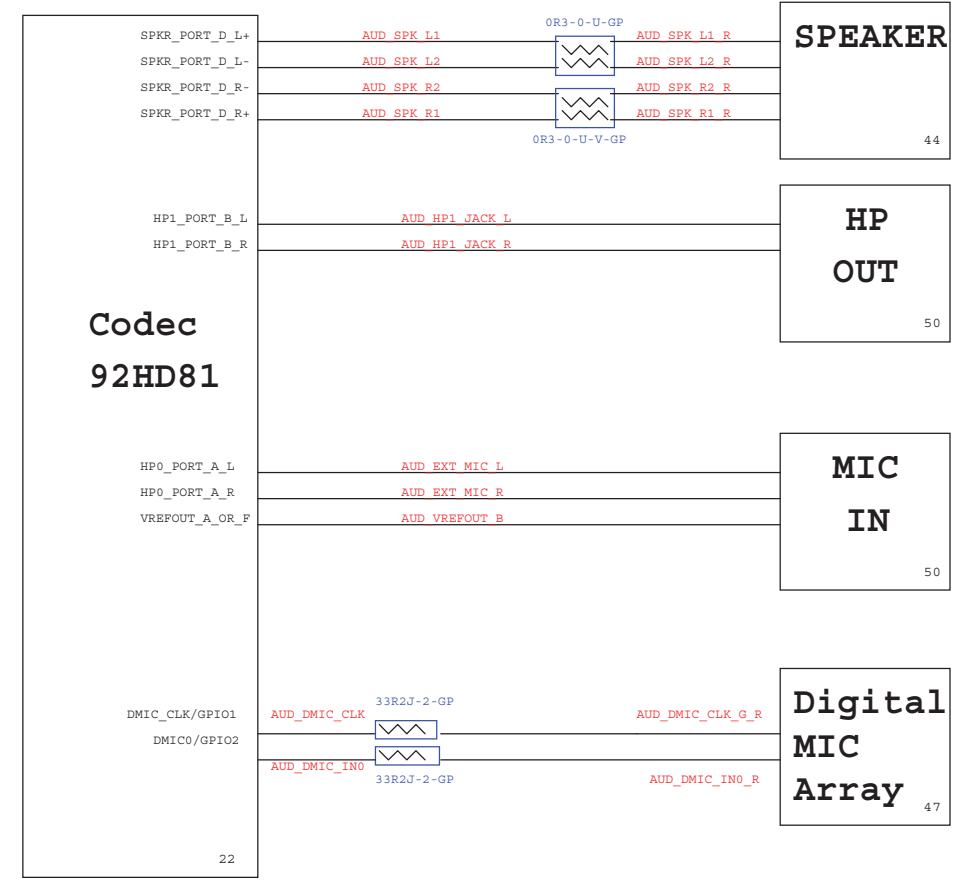 0R3-0-U-GP
SPKR_PORT_D_L+ AUD_SPK_L1 AUD_SPK_L1_R
SPKR_PORT_D_L- AUD_SPK_L2 AUD_SPK_L2_R
SPKR_PORT_D_R- AUD_SPK_R2 AUD_SPK_R2_R
SPKR_PORT_D_R+ AUD_SPK_R1 AUD_SPK_R1_R
0R3-0-U-V-GP
SPEAKER
44
HP1_PORT_B_L AUD_HP1_JACK_L
HP1_PORT_B_R AUD_HP1_JACK_R
HP
OUT
50
Codec
92HD81
HP0_PORT_A_L AUD_EXT_MIC_L
HP0_PORT_A_R AUD_EXT_MIC_R
VREFOUT_A_OR_F AUD_VREFOUT_B
MIC
IN
50
33R2J-2-GP
DMIC_CLK/GPIO1 AUD_DMIC_CLK AUD_DMIC_CLK_G_R
DMIC0/GPIO2
AUD_DMIC_IN0 33R2J-2-GP AUD_DMIC_IN0_R
Digital
MIC
Array
47
22